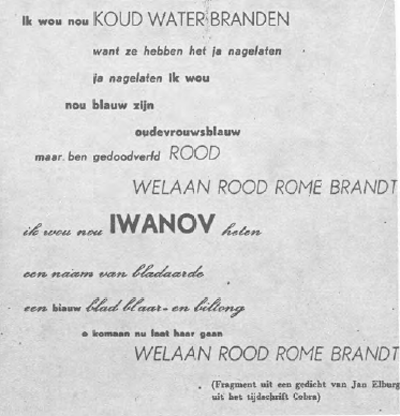 Ik wou nou KOUD WATER BRANDEN
want ze hebben het ja nagelaten
ja nagelaten Ik wou
nou blauw zijn
oudevrouwsblauw
maar ben gedoodverfd ROOD
WELAAN ROOD ROME BRANDT
ik wou nou IWANOV heten
een naam van bladaarde
een blauw blad blaar- en biltong
o komaan nu laat haar gaan
WELAAN ROOD ROME BRANDT
(Fragment uit een gedicht van Jan Elburg
uit het tijdschrift Cobra)